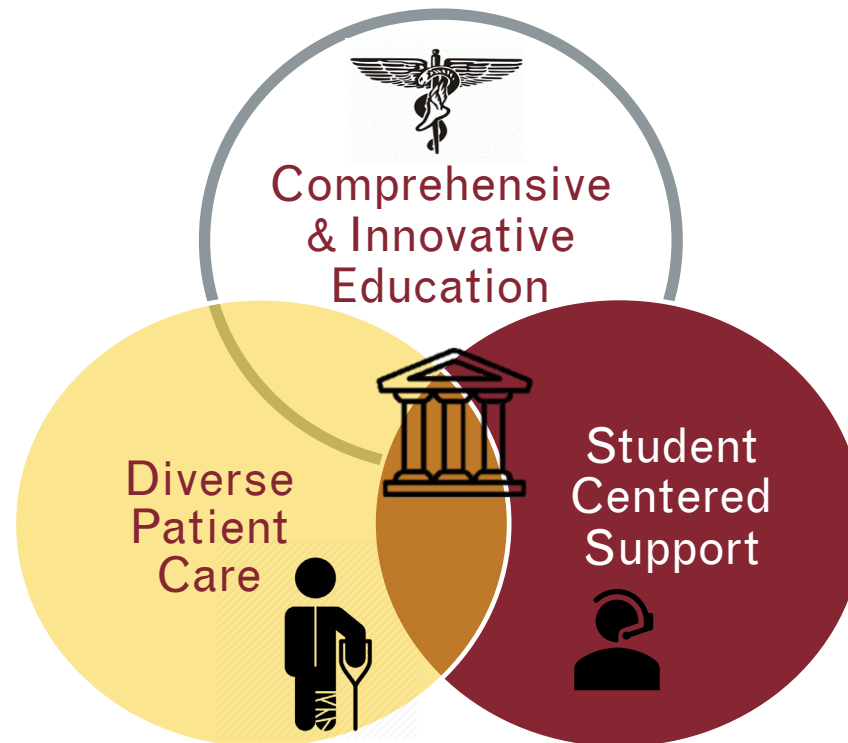 Comprehensive
& Innovative
Education
Diverse
Patient
Care
Student
Centered
Support